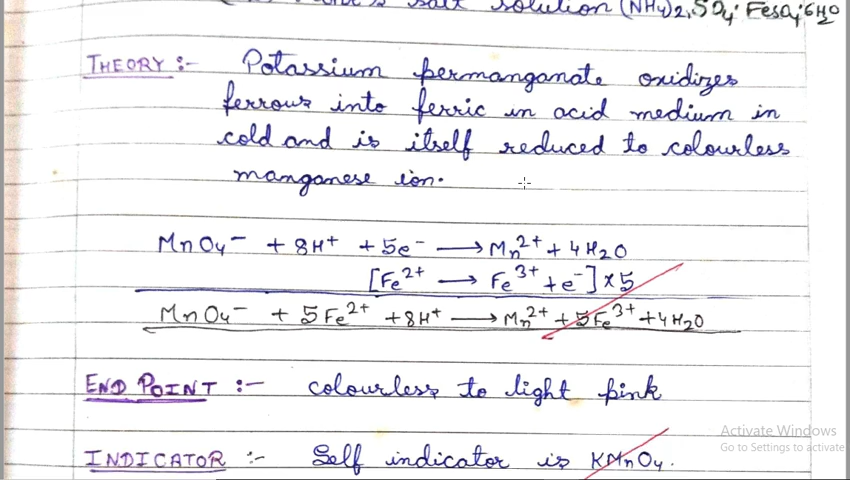 salt solution (NH4)2.SO4. FeSO4.6H2O
THEORY :- Potassium permanganate oxidizes
ferrous into ferric in acid medium in
cold and is itself reduced to colourless
manganese ion.
MnO4⁻ + 8H⁺ + 5e⁻ ⟶ Mn²⁺ + 4H2O
[Fe²⁺ ⟶ Fe³⁺ + e⁻] × 5
MnO4⁻ + 5Fe²⁺ + 8H⁺ ⟶ Mn²⁺ + 5Fe³⁺ + 4H2O
END POINT :- colourless to light pink
Activate Windows
Go to Settings to activate
INDICATOR :- Self indicator is KMnO4.